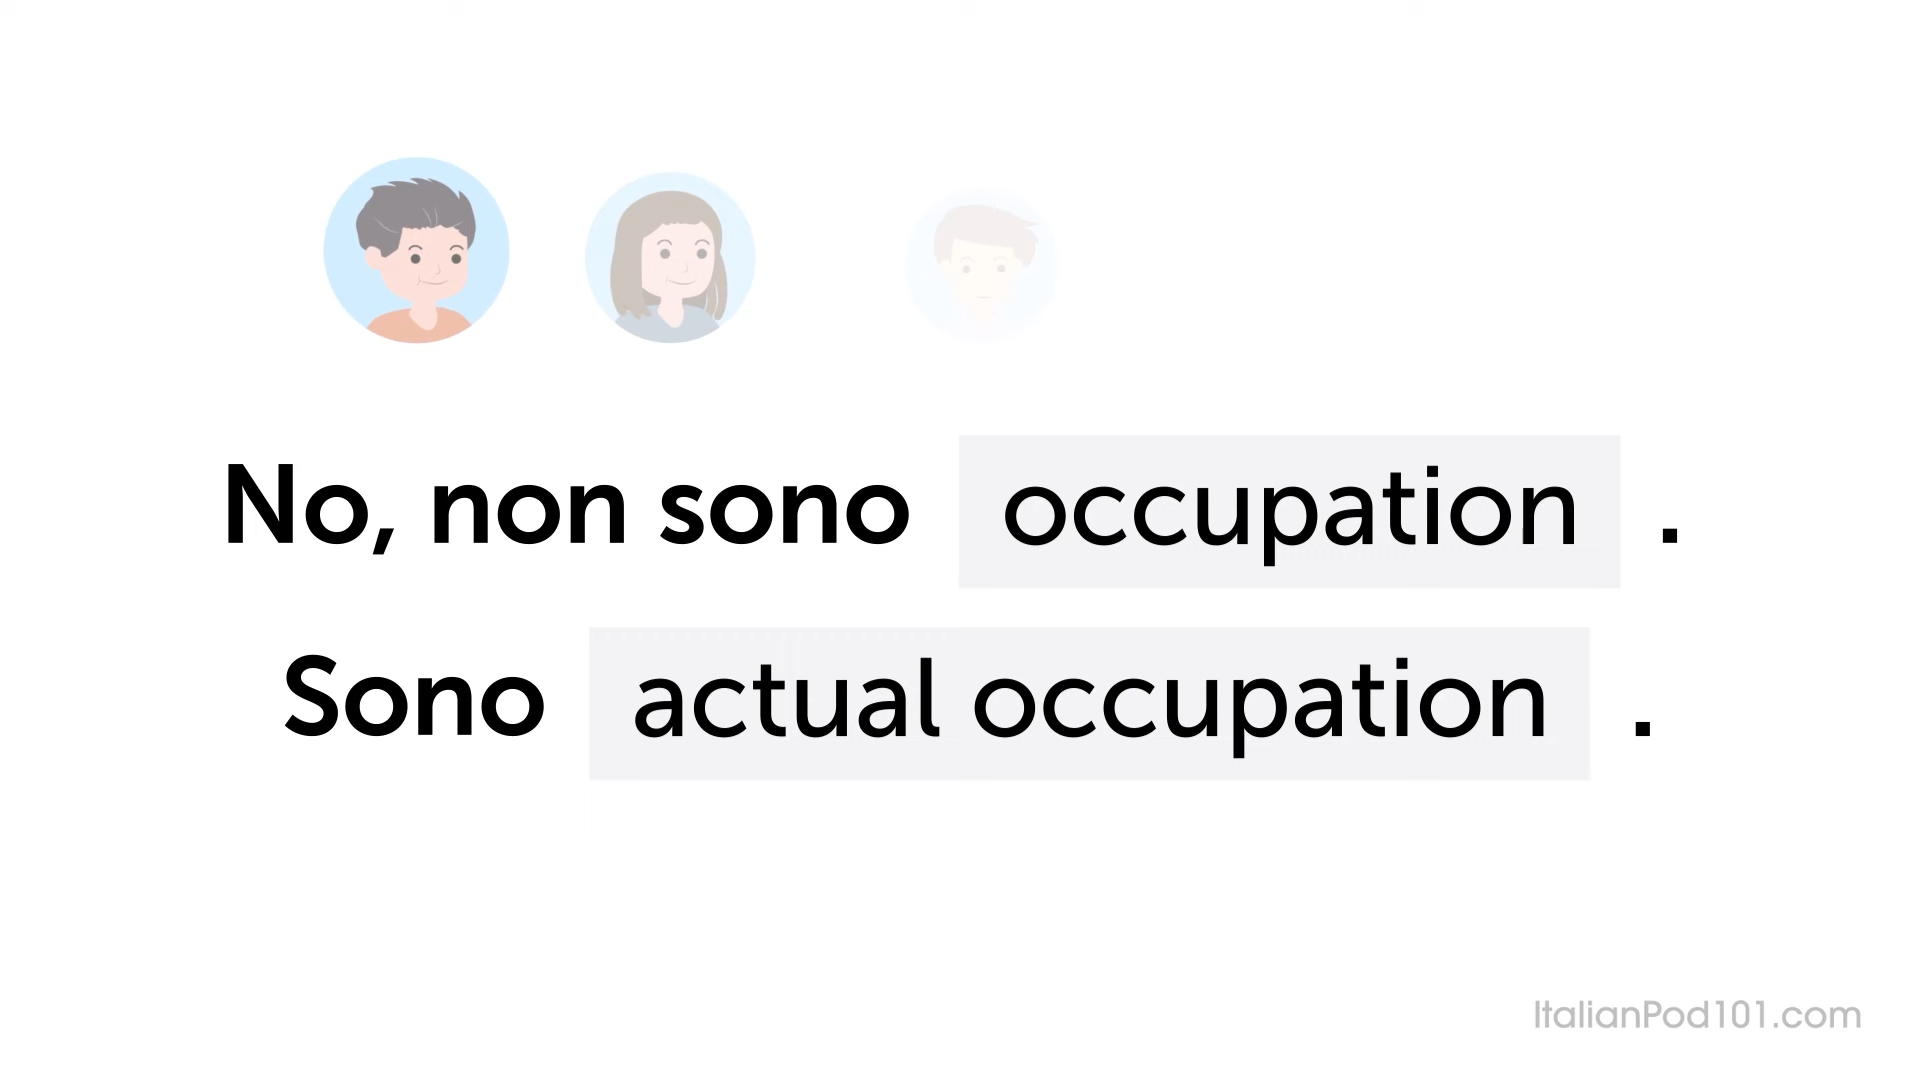 No, non sono occupation .
Sono actual occupation .
ItalianPod101.com